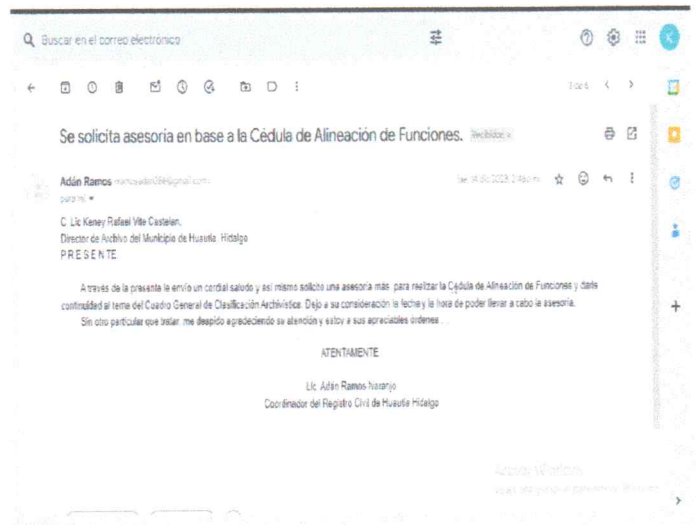 Buscar en el correo electrónico
Se solicita asesoria en base a la Cédula de Alineación de Funciones.
Recibidos
Adán Ramos
para mí
C. Lic Keney Rafael Vite Castelan.
Director de Archivo del Municipio de Huautla, Hidalgo
P R E S E N T E
A través de la presente le envío un cordial saludo y así mismo solicito una asesoria más para realizar la Cédula de Alineación de Funciones y darle
continuidad al tema del Cuadro General de Clasificación Archivística. Dejo a su consideración la fecha y la hora de poder llevar a cabo la asesoría.
Sin otro particular que tratar, me despido agradeciendo su atención y estoy a sus apreciables órdenes...
ATENTAMENTE
Lic. Adán Ramos Naranjo
Coordinador del Registro Civil de Huautla Hidalgo
Activar Windows